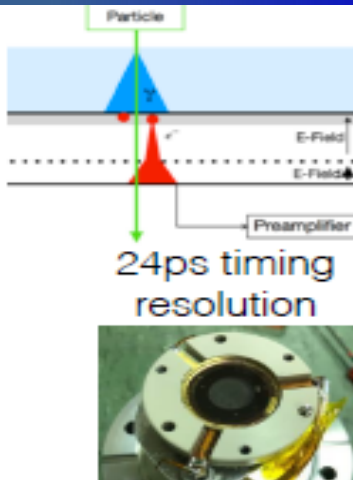 Particle
γ
e⁻
E-Field
E-Field
Preamplifier
24ps timing
resolution